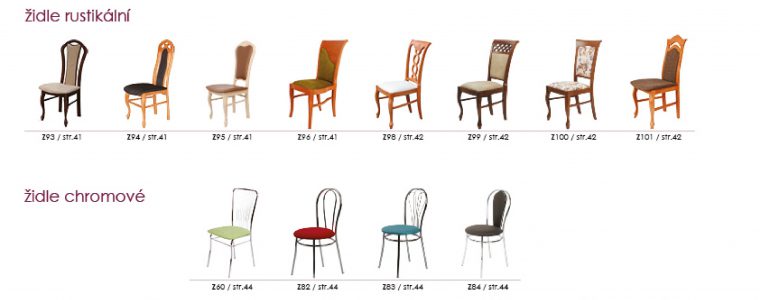 židle rustikální
Z93 / str.41 Z94 / str.41 Z95 / str.41 Z96 / str.41 Z98 / str.42 Z99 / str.42 Z100 / str.42 Z101 / str.42
židle chromové
Z60 / str.44 Z82 / str.44 Z83 / str.44 Z84 / str.44